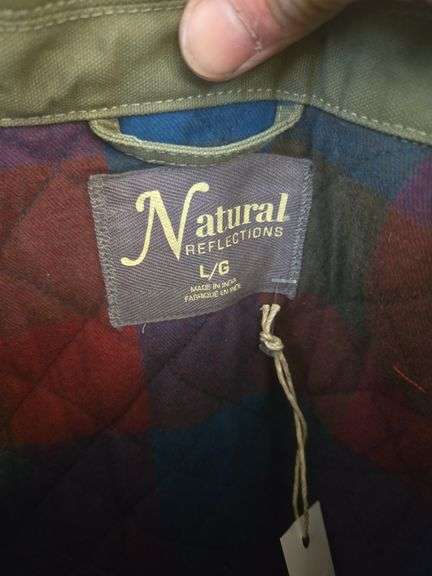 Natural
REFLECTIONS
L/G
MADE IN INDIA
FABRIQUÉ EN INDE